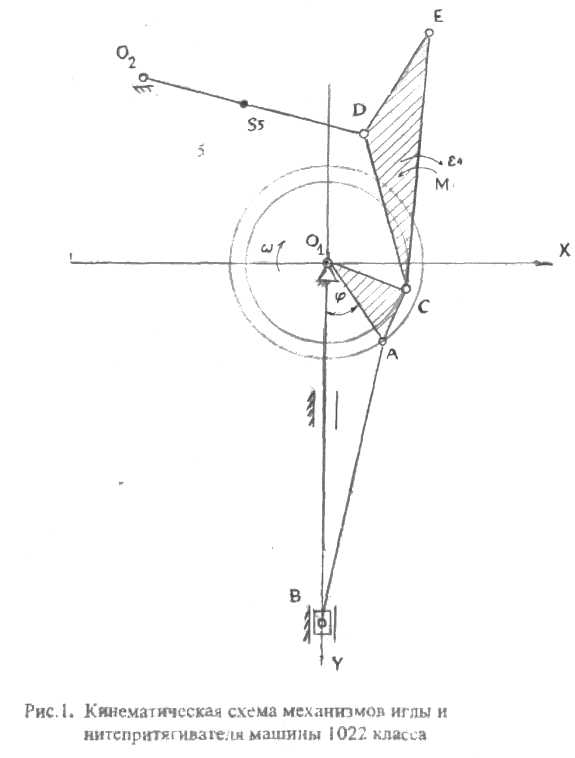 E
O2
D
S5
5
ε4
M
ω
O1
X
φ
C
A
B
Y
Рис.1. Кинематическая схема механизмов иглы и
нитепритягивателя машины 1022 класса